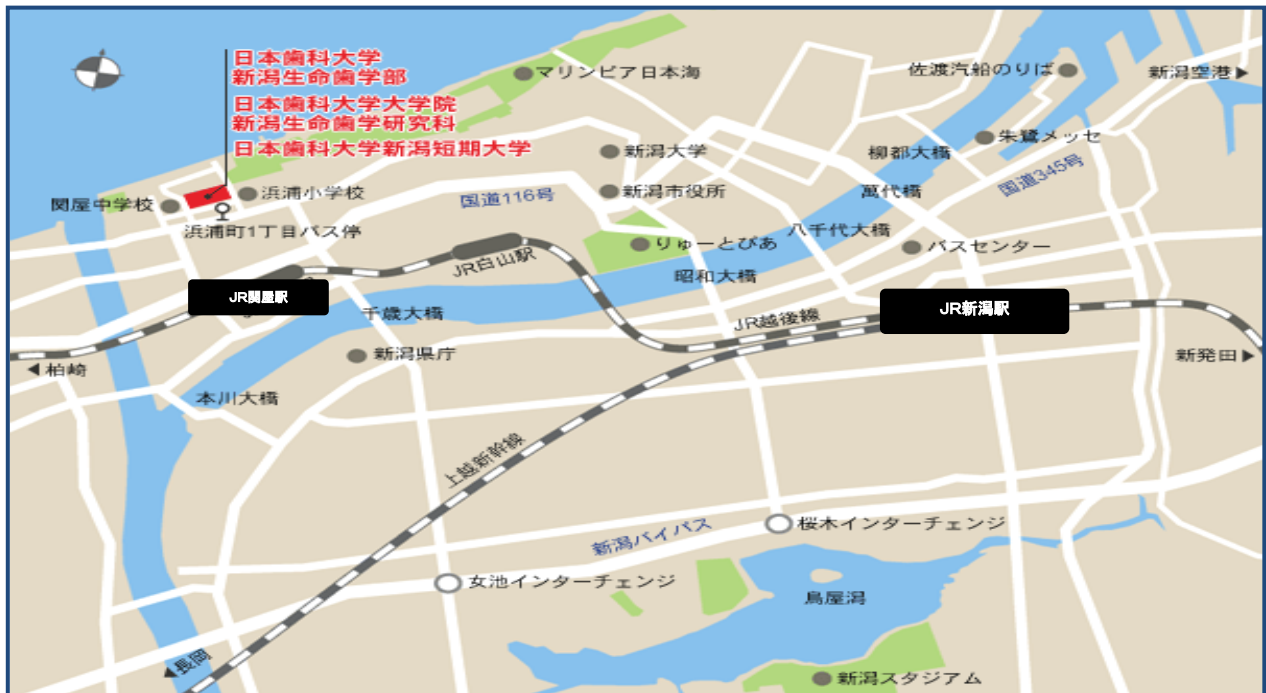 日本歯科大学
新潟生命歯学部
日本歯科大学大学院
新潟生命歯学研究科
日本歯科大学新潟短期大学
マリンピア日本海
佐渡汽船のりば
新潟空港▶
朱鷺メッセ
柳都大橋
新潟大学
国道345号
萬代橋
新潟市役所
国道116号
浜浦小学校
関屋中学校
浜浦町1丁目バス停
八千代大橋
りゅーとぴあ
バスセンター
JR白山駅
昭和大橋
JR関屋駅
千歳大橋
JR越後線
JR新潟駅
新潟県庁
新発田▶
◀柏崎
本川大橋
上越新幹線
新潟バイパス
桜木インターチェンジ
女池インターチェンジ
鳥屋潟
◀長岡
新潟スタジアム